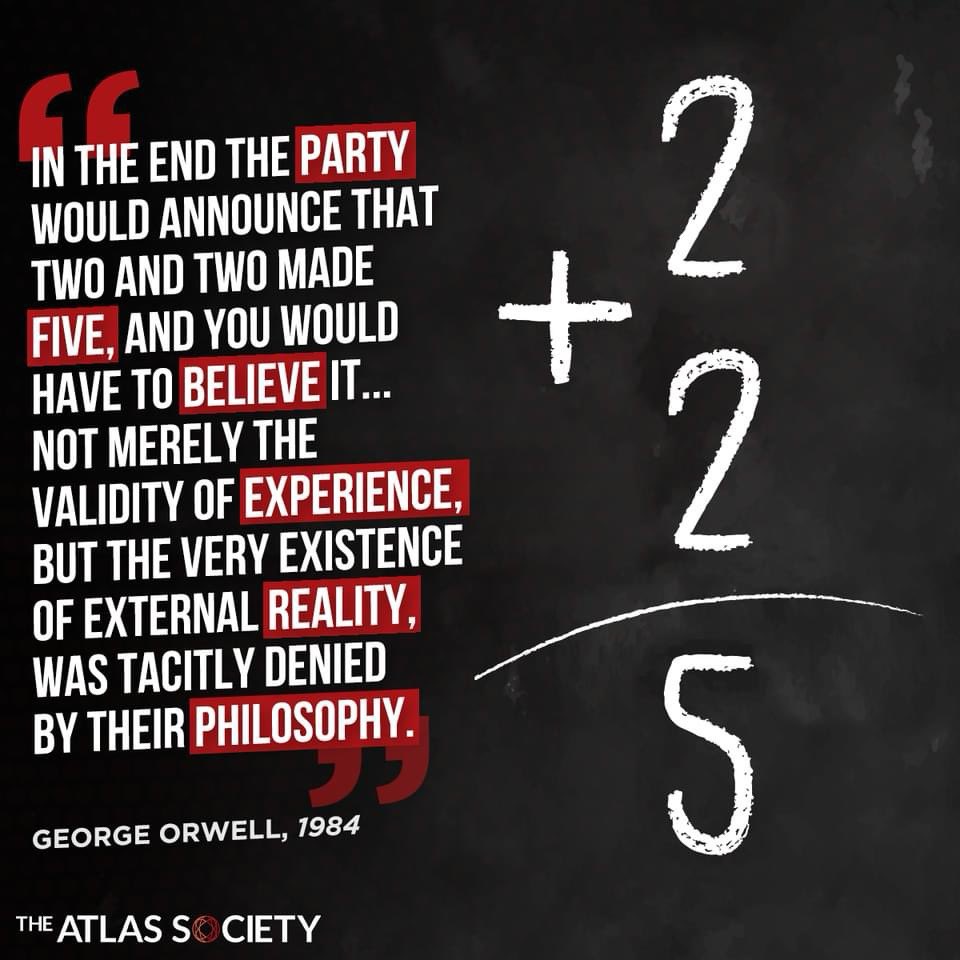 “
IN THE END THE PARTY
WOULD ANNOUNCE THAT
TWO AND TWO MADE
FIVE, AND YOU WOULD
HAVE TO BELIEVE IT...
NOT MERELY THE
VALIDITY OF EXPERIENCE,
BUT THE VERY EXISTENCE
OF EXTERNAL REALITY,
WAS TACITLY DENIED
BY THEIR PHILOSOPHY.
”
GEORGE ORWELL, 1984
THE ATLAS SOCIETY
2
+
2
5